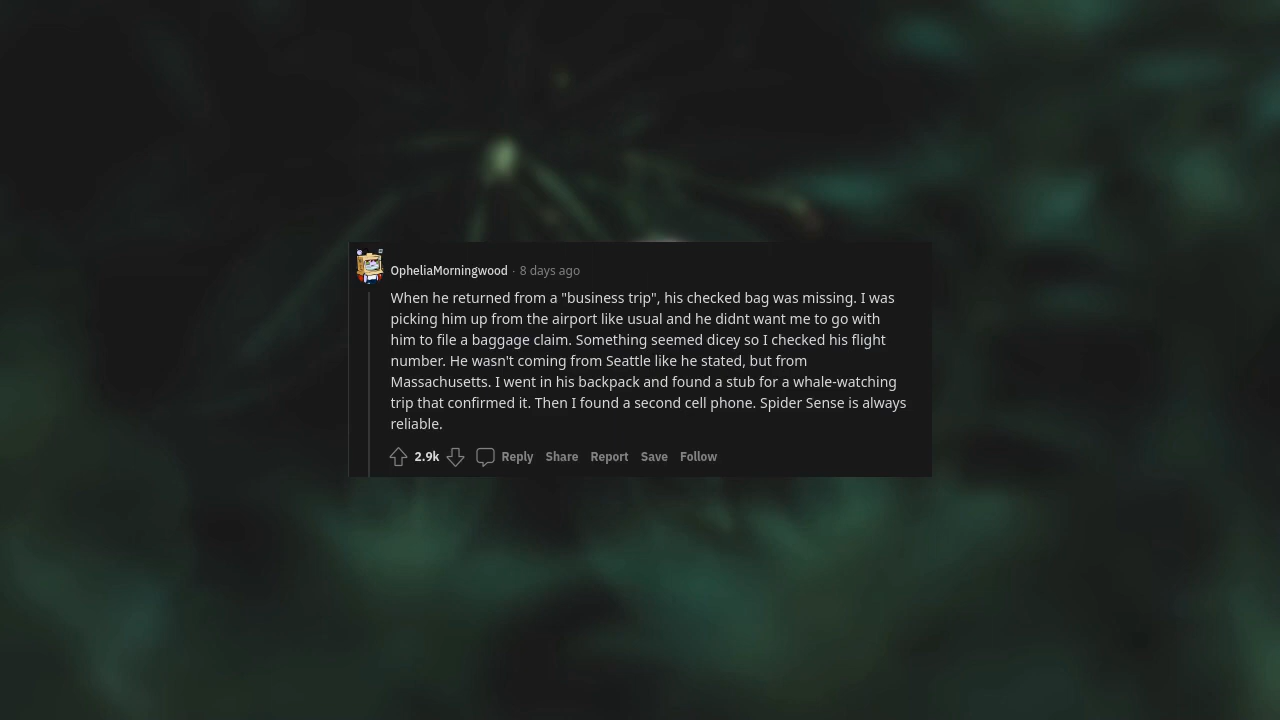 OpheliaMorningwood · 8 days ago
When he returned from a "business trip", his checked bag was missing. I was
picking him up from the airport like usual and he didnt want me to go with
him to file a baggage claim. Something seemed dicey so I checked his flight
number. He wasn't coming from Seattle like he stated, but from
Massachusetts. I went in his backpack and found a stub for a whale-watching
trip that confirmed it. Then I found a second cell phone. Spider Sense is always
reliable.
2.9k Reply Share Report Save Follow